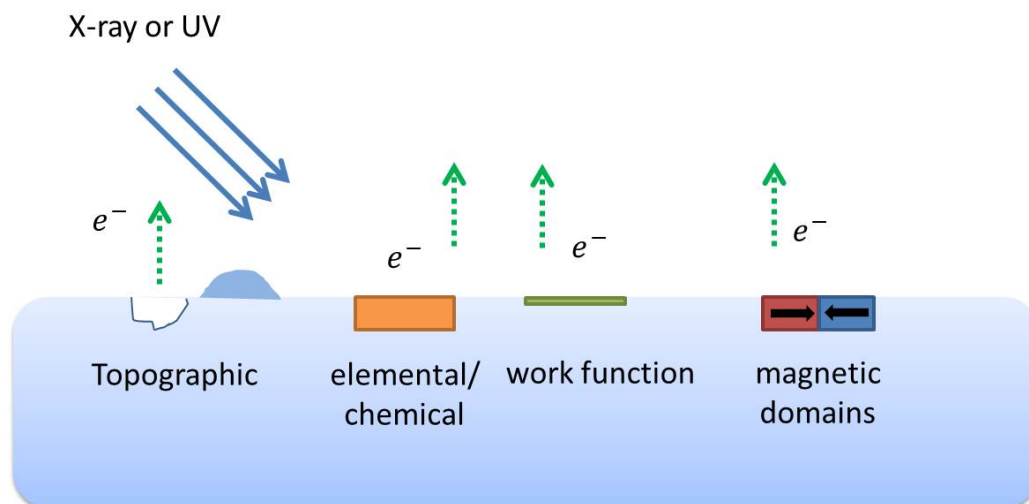 X-ray or UV
e⁻
e⁻
e⁻
e⁻
Topographic
elemental/
chemical
work function
magnetic
domains